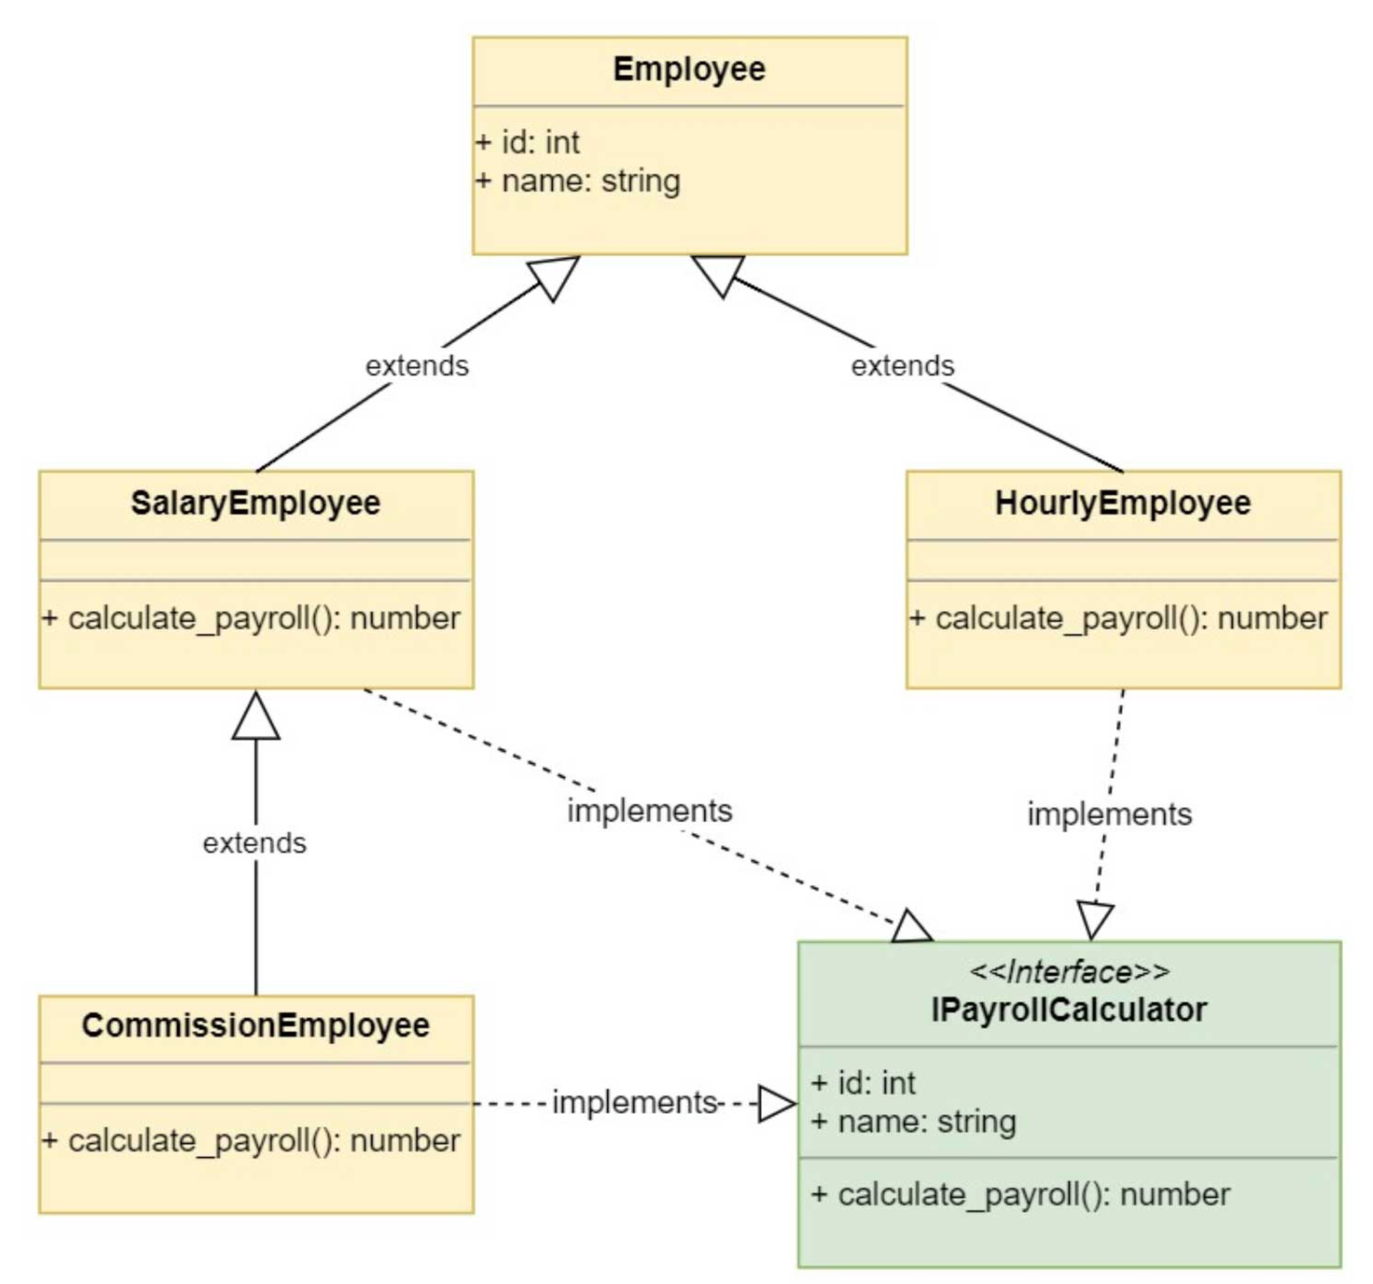 Employee
+ id: int
+ name: string
extends
extends
SalaryEmployee
+ calculate_payroll(): number
HourlyEmployee
+ calculate_payroll(): number
implements
implements
extends
CommissionEmployee
+ calculate_payroll(): number
implements
<<Interface>>
IPayrollCalculator
+ id: int
+ name: string
+ calculate_payroll(): number